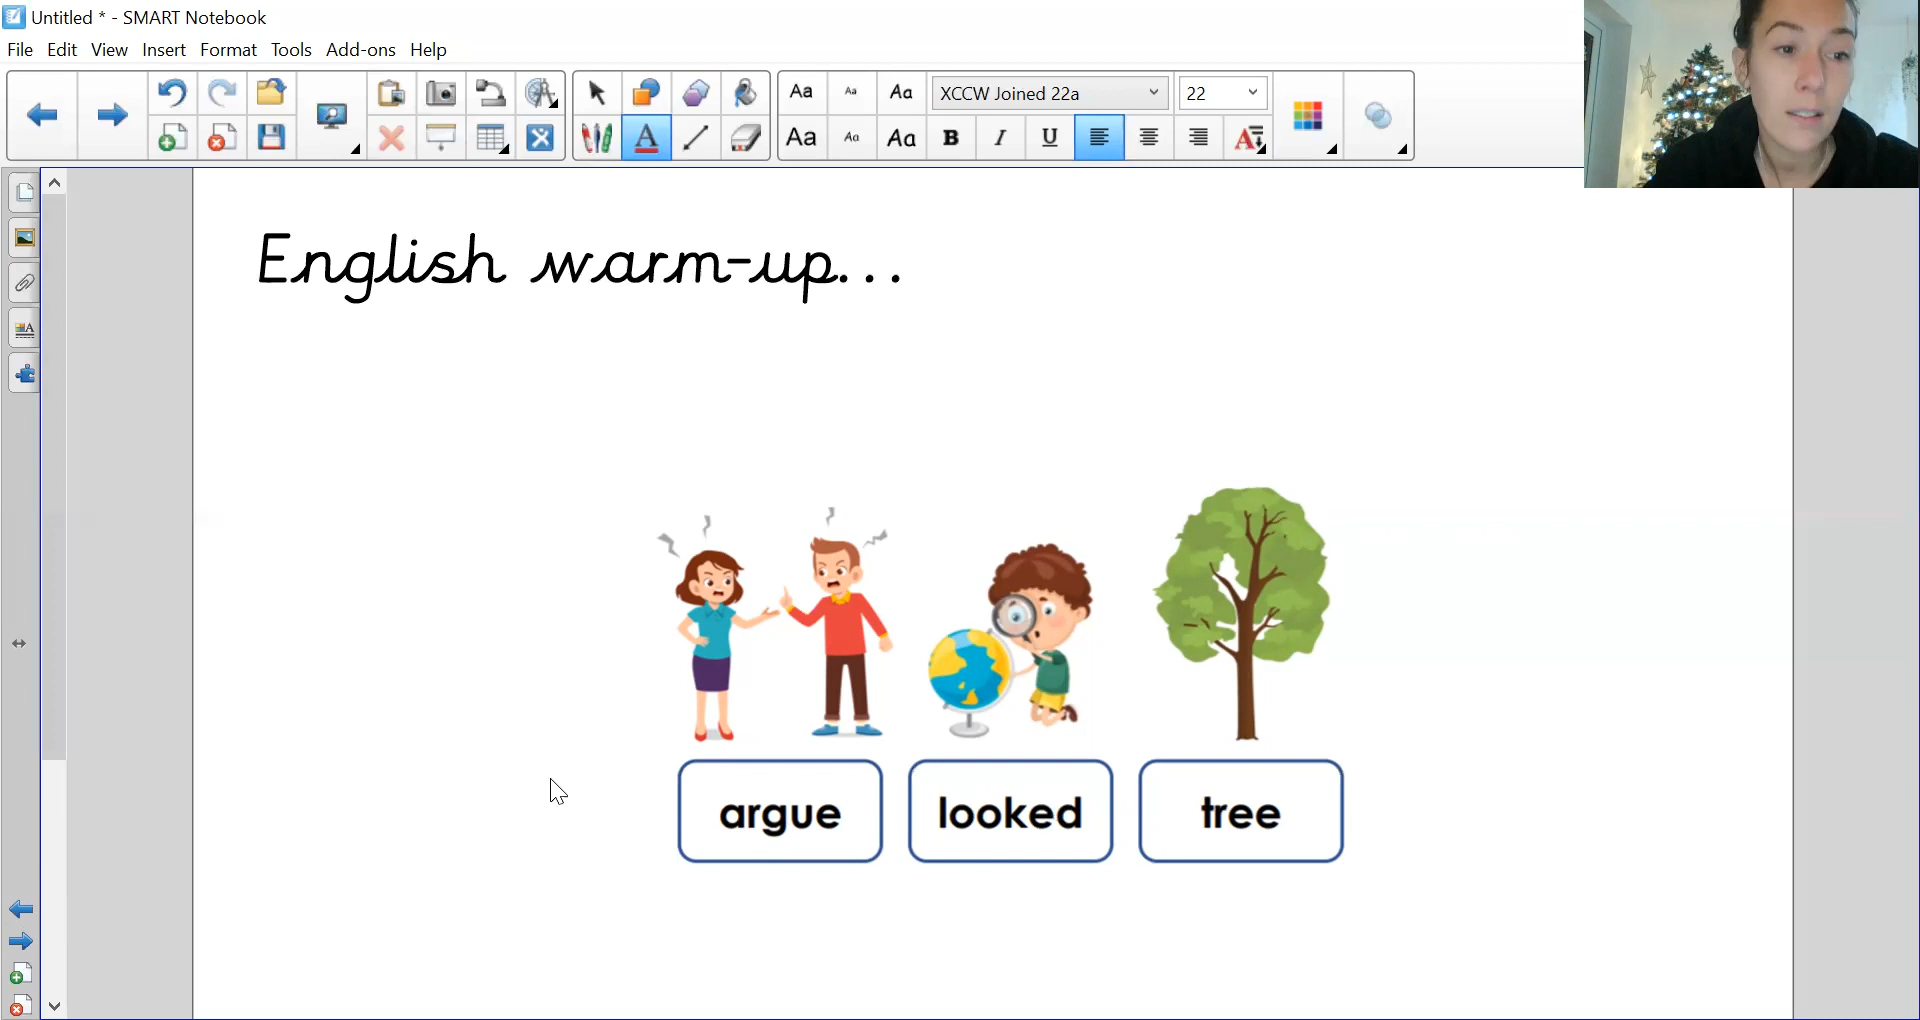 Untitled * - SMART Notebook
File Edit View Insert Format Tools Add-ons Help
Aa Aa Aa XCCW Joined 22a 22
Aa Aa Aa B I U A
English warm-up...
argue looked tree